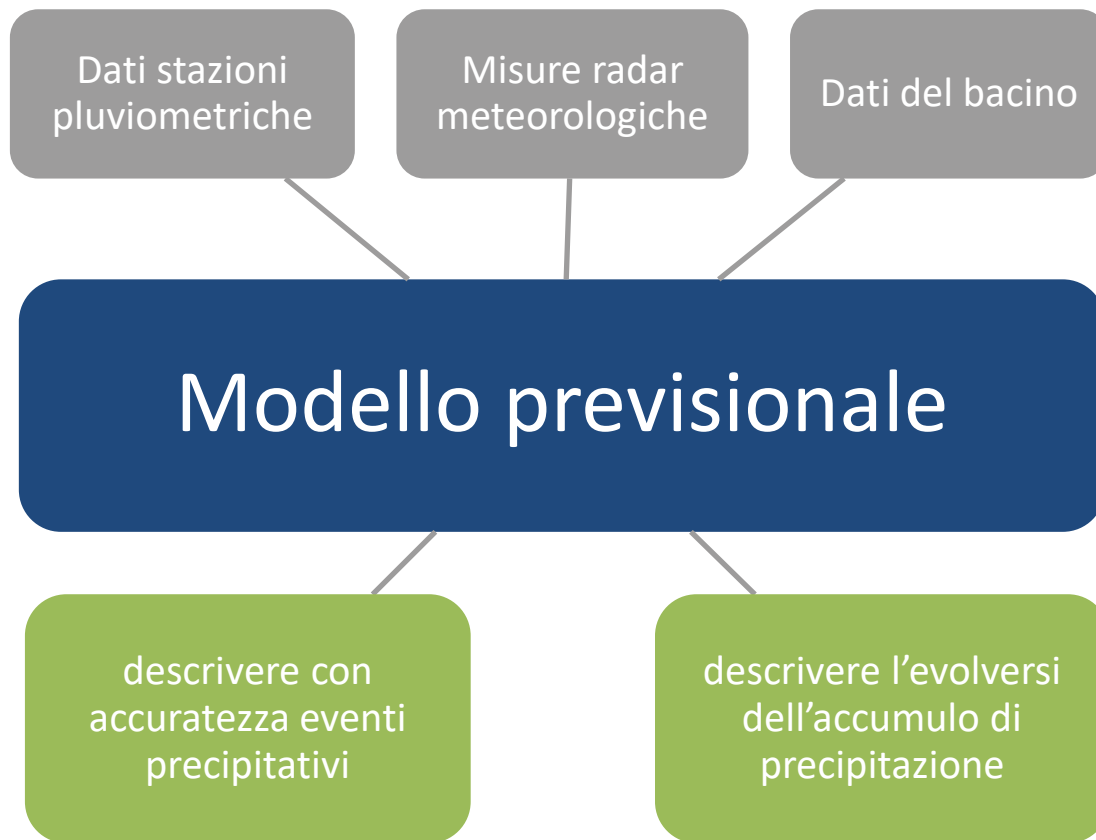 Dati stazioni
pluviometriche
Misure radar
meteorologiche
Dati del bacino
Modello previsionale
descrivere con
accuratezza eventi
precipitativi
descrivere l’evolversi
dell’accumulo di
precipitazione